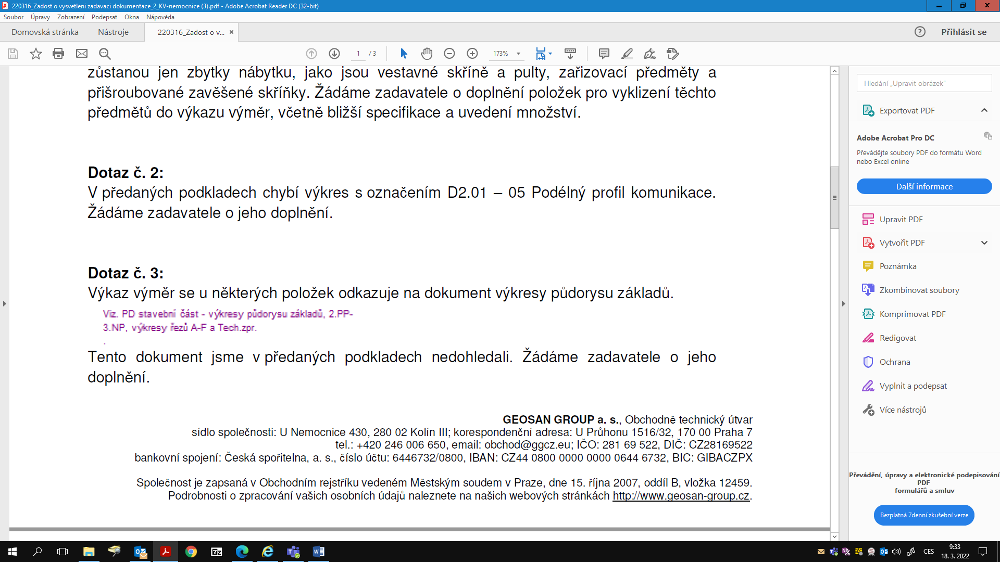 220316_Zadost o vysvetleni zadavaci dokumentace_2_KV-nemocnice (3).pdf - Adobe Acrobat Reader DC (32-bit)
Soubor Úpravy Zobrazení Podepsat Okna Nápověda
Domovská stránka Nástroje 220316_Zadost o v... × Přihlásit se
1 / 3 173%
zůstanou jen zbytky nábytku, jako jsou vestavné skříně a pulty, zařizovací předměty a
přišroubované zavěšené skříňky. Žádáme zadavatele o doplnění položek pro vyklizení těchto
předmětů do výkazu výměr, včetně bližší specifikace a uvedení množství.
Dotaz č. 2:
V předaných podkladech chybí výkres s označením D2.01 – 05 Podélný profil komunikace.
Žádáme zadavatele o jeho doplnění.
Dotaz č. 3:
Výkaz výměr se u některých položek odkazuje na dokument výkresy půdorysu základů.
Viz. PD stavební část - výkresy půdorysu základů, 2.PP-
3.NP, výkresy řezů A-F a Tech.zpr.
.
Tento dokument jsme v předaných podkladech nedohledali. Žádáme zadavatele o jeho
doplnění.
GEOSAN GROUP a. s., Obchodně technický útvar
sídlo společnosti: U Nemocnice 430, 280 02 Kolín III; korespondenční adresa: U Průhonu 1516/32, 170 00 Praha 7
tel.: +420 246 006 650, email: obchod@ggcz.eu; IČO: 281 69 522, DIČ: CZ28169522
bankovní spojení: Česká spořitelna, a. s., číslo účtu: 6446732/0800, IBAN: CZ44 0800 0000 0000 0644 6732, BIC: GIBACZPX
Společnost je zapsaná v Obchodním rejstříku vedeném Městským soudem v Praze, dne 15. října 2007, oddíl B, vložka 12459.
Podrobnosti o zpracování vašich osobních údajů naleznete na našich webových stránkách http://www.geosan-group.cz.
Hledání „Upravit obrázek“
Exportovat PDF
Adobe Acrobat Pro DC
Převádějte soubory PDF do formátu Word
nebo Excel online
Další informace
Upravit PDF
Vytvořit PDF
Poznámka
Zkombinovat soubory
Komprimovat PDF
Redigovat
Ochrana
Vyplnit a podepsat
Více nástrojů
Převádění, úpravy a elektronické podepisování
PDF
formulářů a smluv
Bezplatná 7denní zkušební verze
CES
9:33
18. 3. 2022